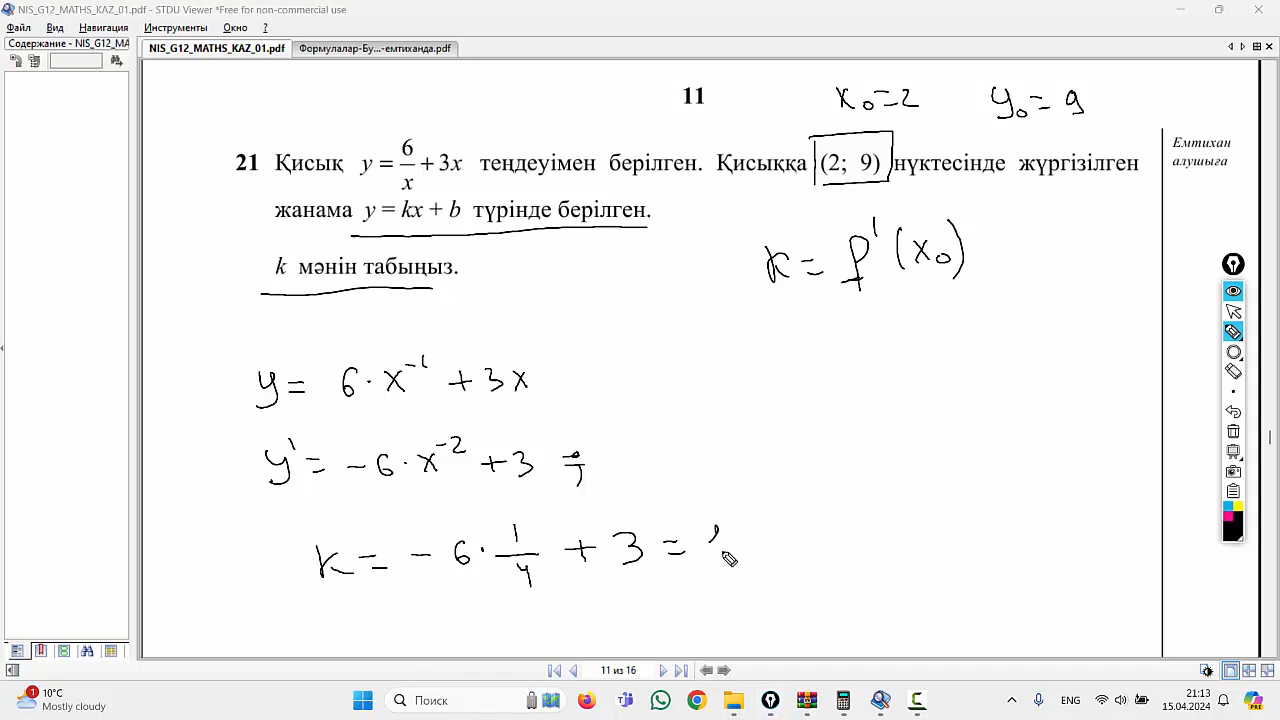 NIS_G12_MATHS_KAZ_01.pdf - STDU Viewer *Free for non-commercial use
Файл Вид Навигация Инструменты Окно ?
Содержание - NIS_G12_MA
NIS_G12_MATHS_KAZ_01.pdf Формулалар-Бу...-емтиханда.pdf
11
x₀=2 y₀=9
Емтихан
алушыға
21 Қисық y = 6/x + 3x теңдеуімен берілген. Қисыққа (2; 9) нүктесінде жүргізілген
жанама y = kx + b түрінде берілген.
k мәнін табыңыз.
k = f'(x₀)
y = 6·x⁻¹ + 3x
y' = -6·x⁻² + 3
k = -6·1/4 + 3 =
11 из 16
10°C
Mostly cloudy
1
Поиск
ENG
21:13
15.04.2024
PRE